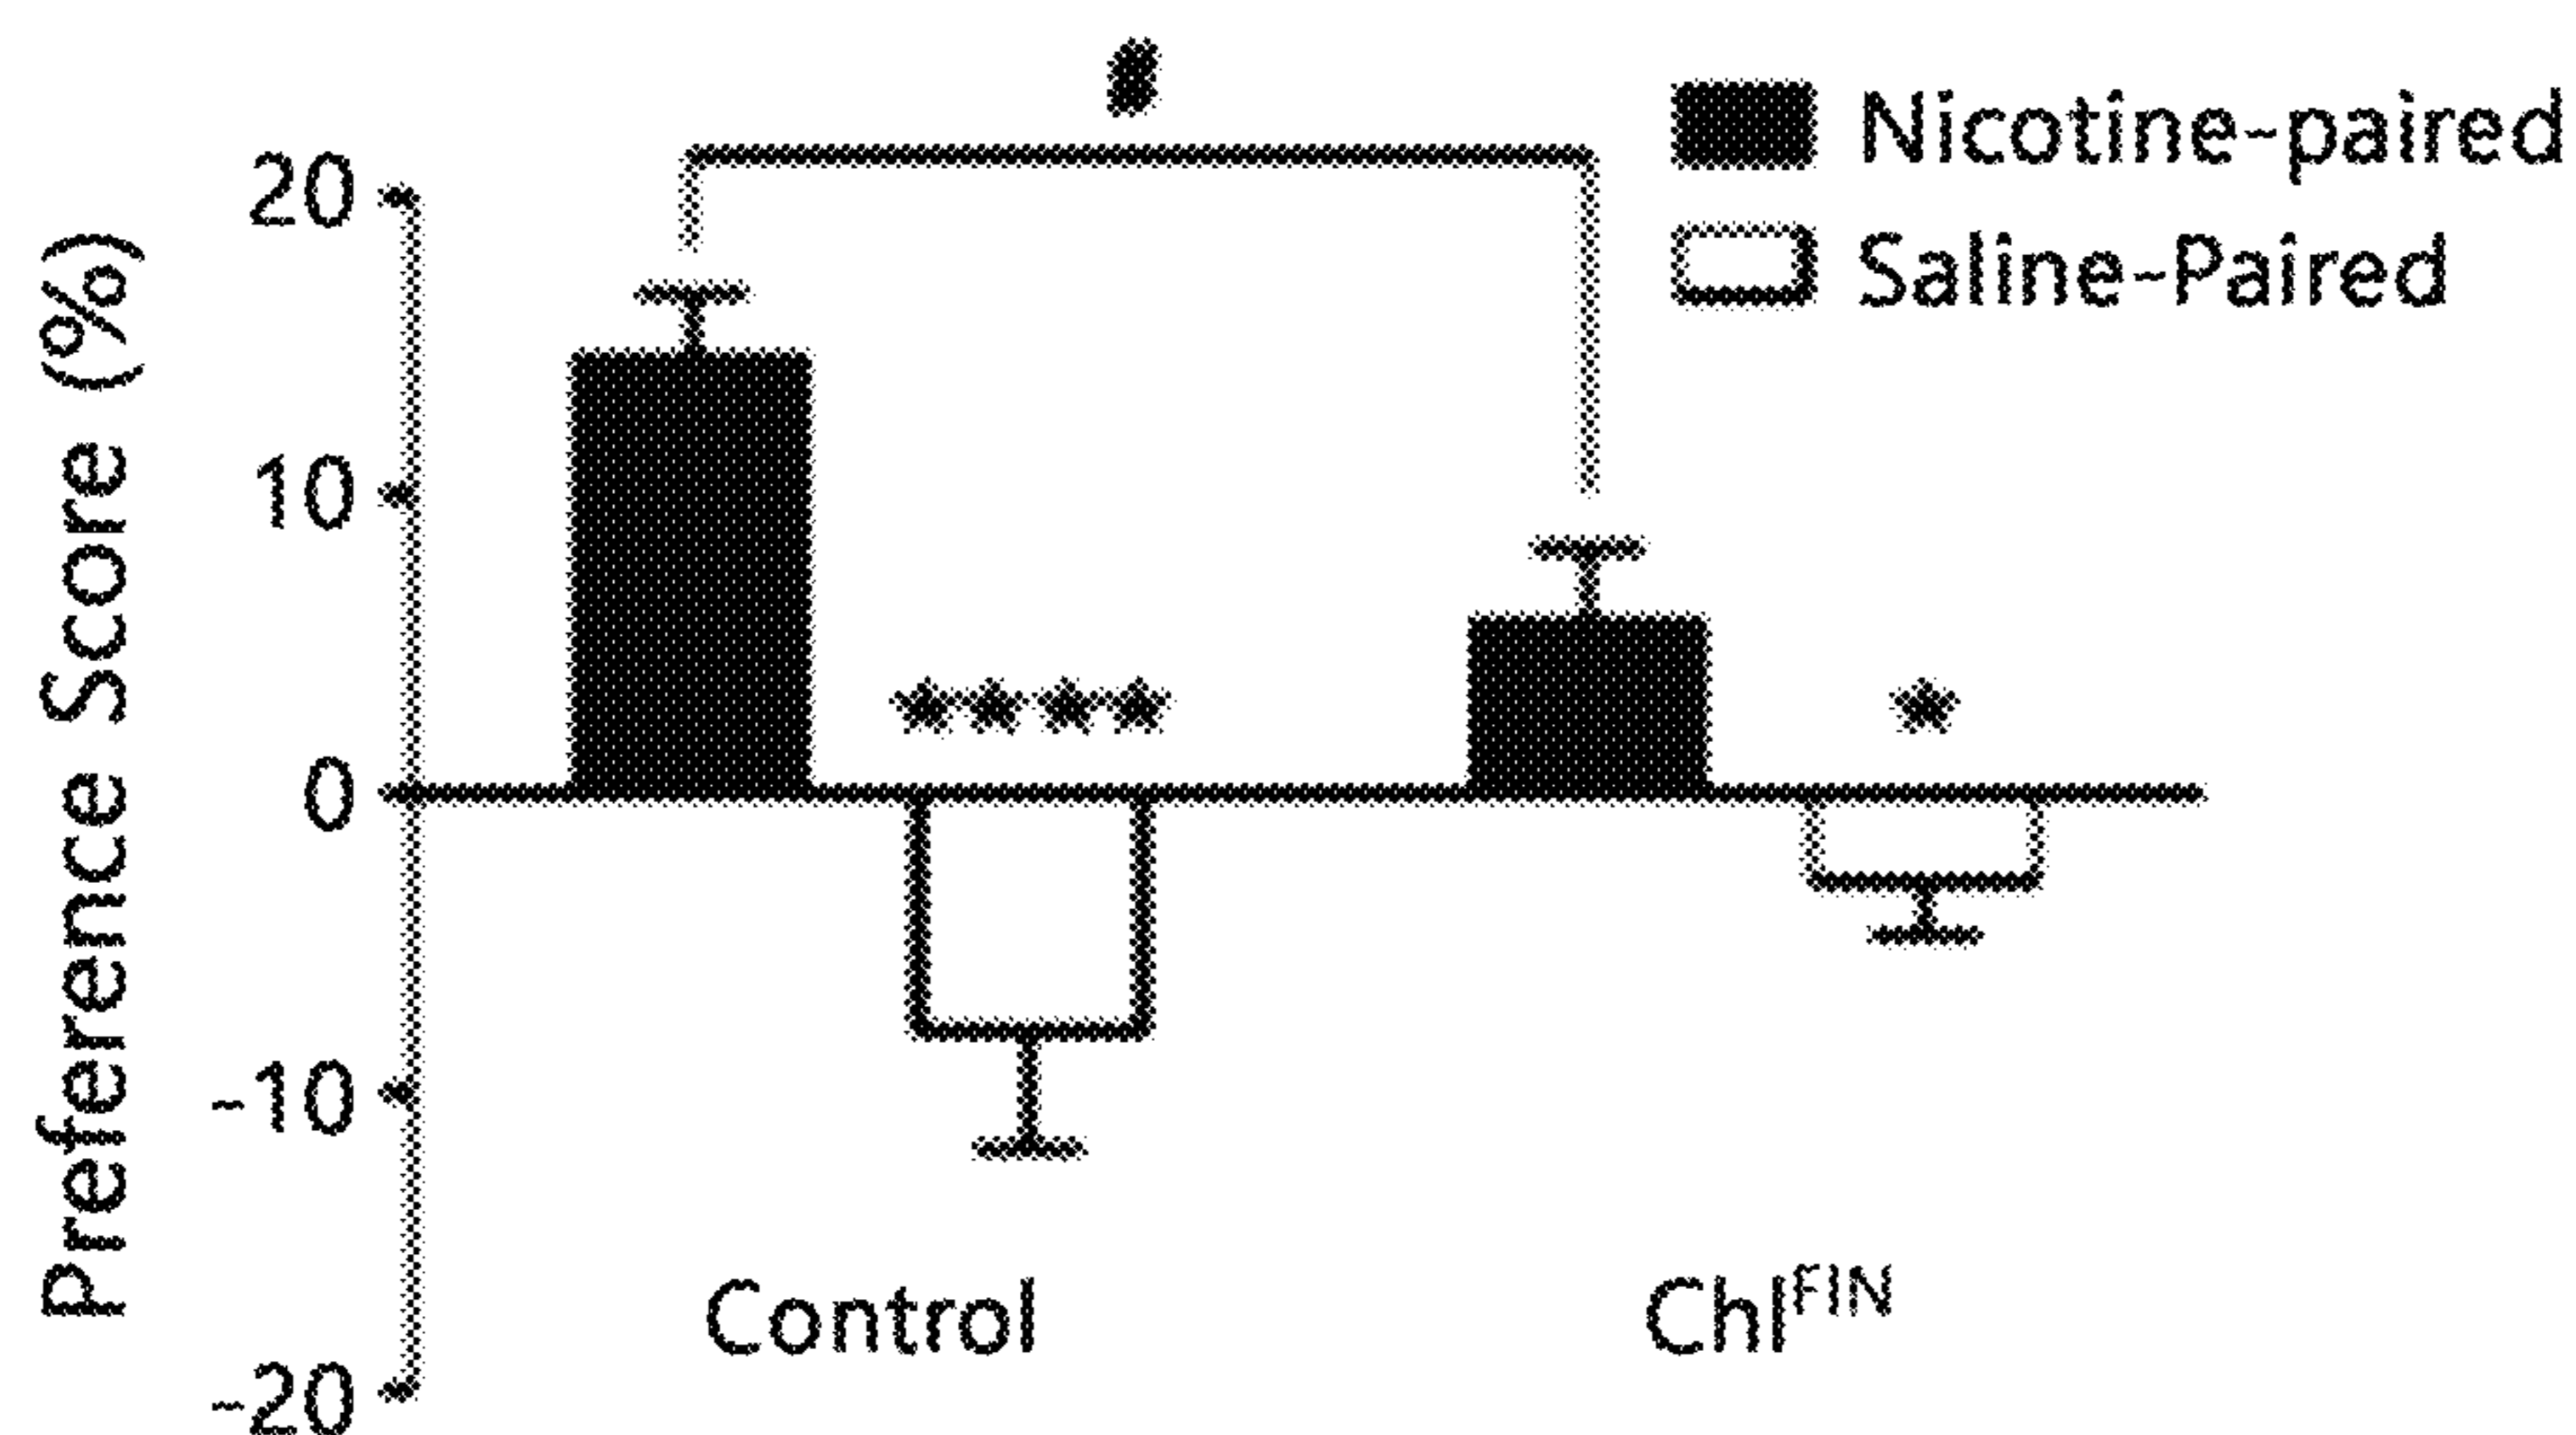 Nicotine-paired
Saline-Paired
Preference Score (%)
20
10
0
-10
-20
****
*
Control
Chl^FIN